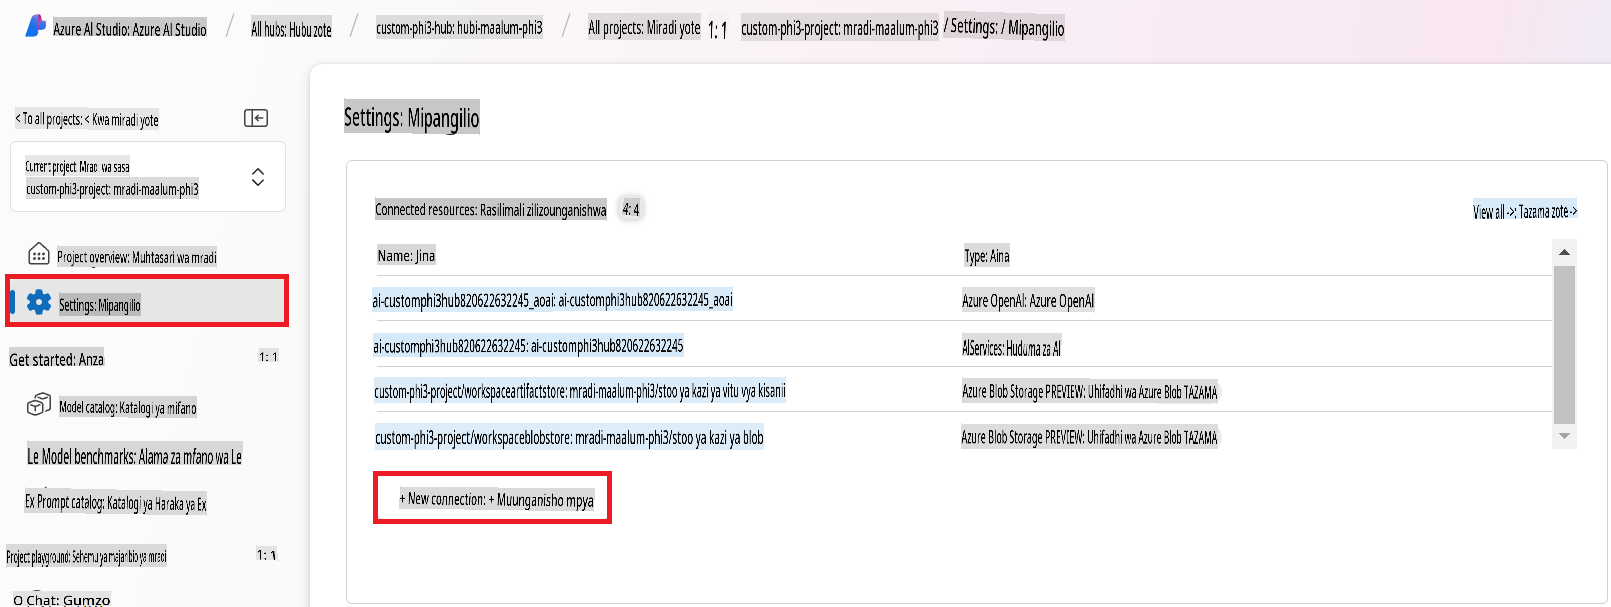 Azure AI Studio: Azure AI Studio / All hubs: Hubu zote / custom-phi3-hub: hubi-maalum-phi3 / All projects: Miradi yote 1: 1 custom-phi3-project: mradi-maalum-phi3 / Settings: / Mipangilio
< To all projects: < Kwa miradi yote
Current project: Mradi wa sasa
custom-phi3-project: mradi-maalum-phi3
Project overview: Muhtasari wa mradi
Settings: Mipangilio
Get started: Anza 1: 1
Model catalog: Katalogi ya mifano
Le Model benchmarks: Alama za mfano wa Le
Ex Prompt catalog: Katalogi ya Haraka ya Ex
Project playground: Sehemu ya majaribio ya mradi 1: 1
O Chat: Gumzo
Settings: Mipangilio
Connected resources: Rasilimali zilizounganishwa 4: 4 View all ->: Tazama zote ->
Name: Jina Type: Aina
ai-customphi3hub820622632245_aoai: ai-customphi3hub820622632245_aoai Azure OpenAI: Azure OpenAI
ai-customphi3hub820622632245: ai-customphi3hub820622632245 AIServices: Huduma za AI
custom-phi3-project/workspaceartifactstore: mradi-maalum-phi3/stoo ya kazi ya vitu vya kisanii Azure Blob Storage PREVIEW: Uhifadhi wa Azure Blob TAZAMA
custom-phi3-project/workspaceblobstore: mradi-maalum-phi3/stoo ya kazi ya blob Azure Blob Storage PREVIEW: Uhifadhi wa Azure Blob TAZAMA
+ New connection: + Muunganisho mpya